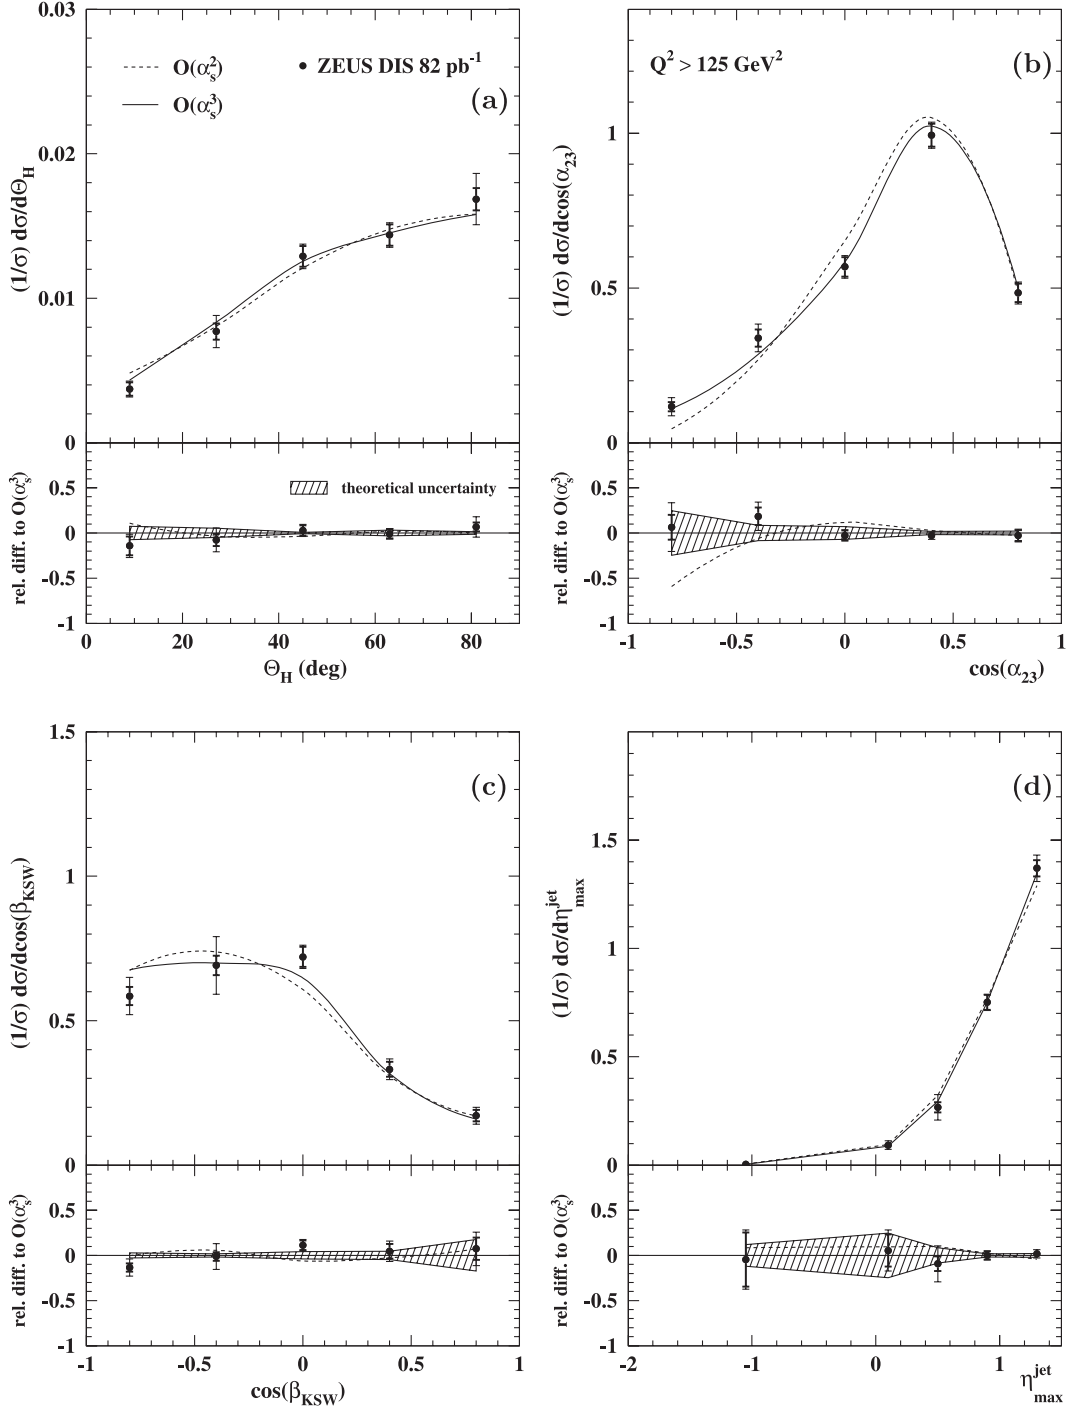 0.03
O(α_s^2)
ZEUS DIS 82 pb^-1
O(α_s^3)
(a)
0.02
0.01
0
(1/σ) dσ/dΘ_H
theoretical uncertainty
0.5
0
-0.5
-1
rel. diff. to O(α_s^3)
0 20 40 60 80 100
Θ_H (deg)
Q^2 > 125 GeV^2
(b)
1
0.5
0
(1/σ) dσ/dcos(α_23)
0.5
0
-0.5
-1
rel. diff. to O(α_s^3)
-1 -0.5 0 0.5 1
cos(α_23)
1.5
(c)
1
0.5
0
(1/σ) dσ/dcos(β_KSW)
0.5
0
-0.5
-1
rel. diff. to O(α_s^3)
-1 -0.5 0 0.5 1
cos(β_KSW)
(d)
1.5
1
0.5
0
(1/σ) dσ/dη_max^jet
0.5
0
-0.5
-1
rel. diff. to O(α_s^3)
-2 -1 0 1
η_max^jet